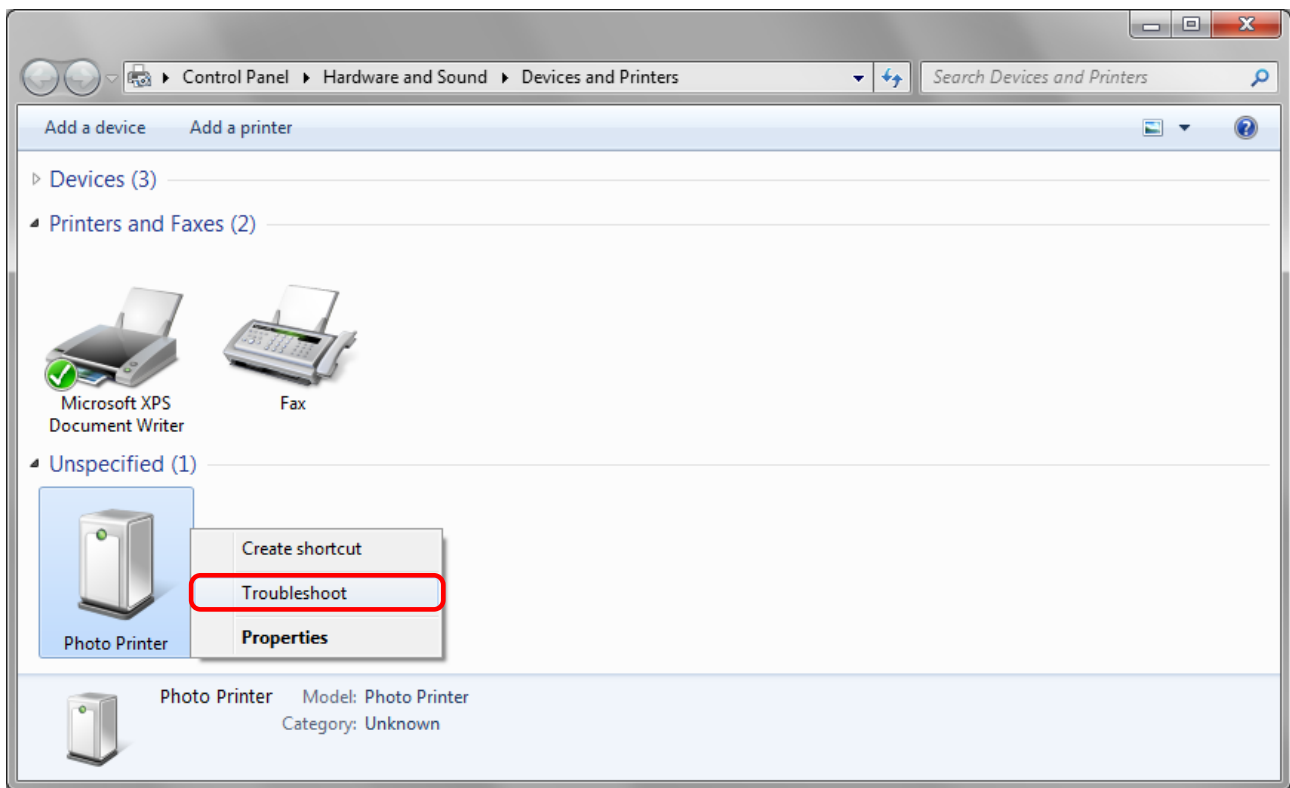 Control Panel Hardware and Sound Devices and Printers
Search Devices and Printers
Add a device Add a printer
Devices (3)
Printers and Faxes (2)
Microsoft XPS
Document Writer
Fax
Unspecified (1)
Photo Printer
Create shortcut
Troubleshoot
Properties
Photo Printer Model: Photo Printer
Category: Unknown